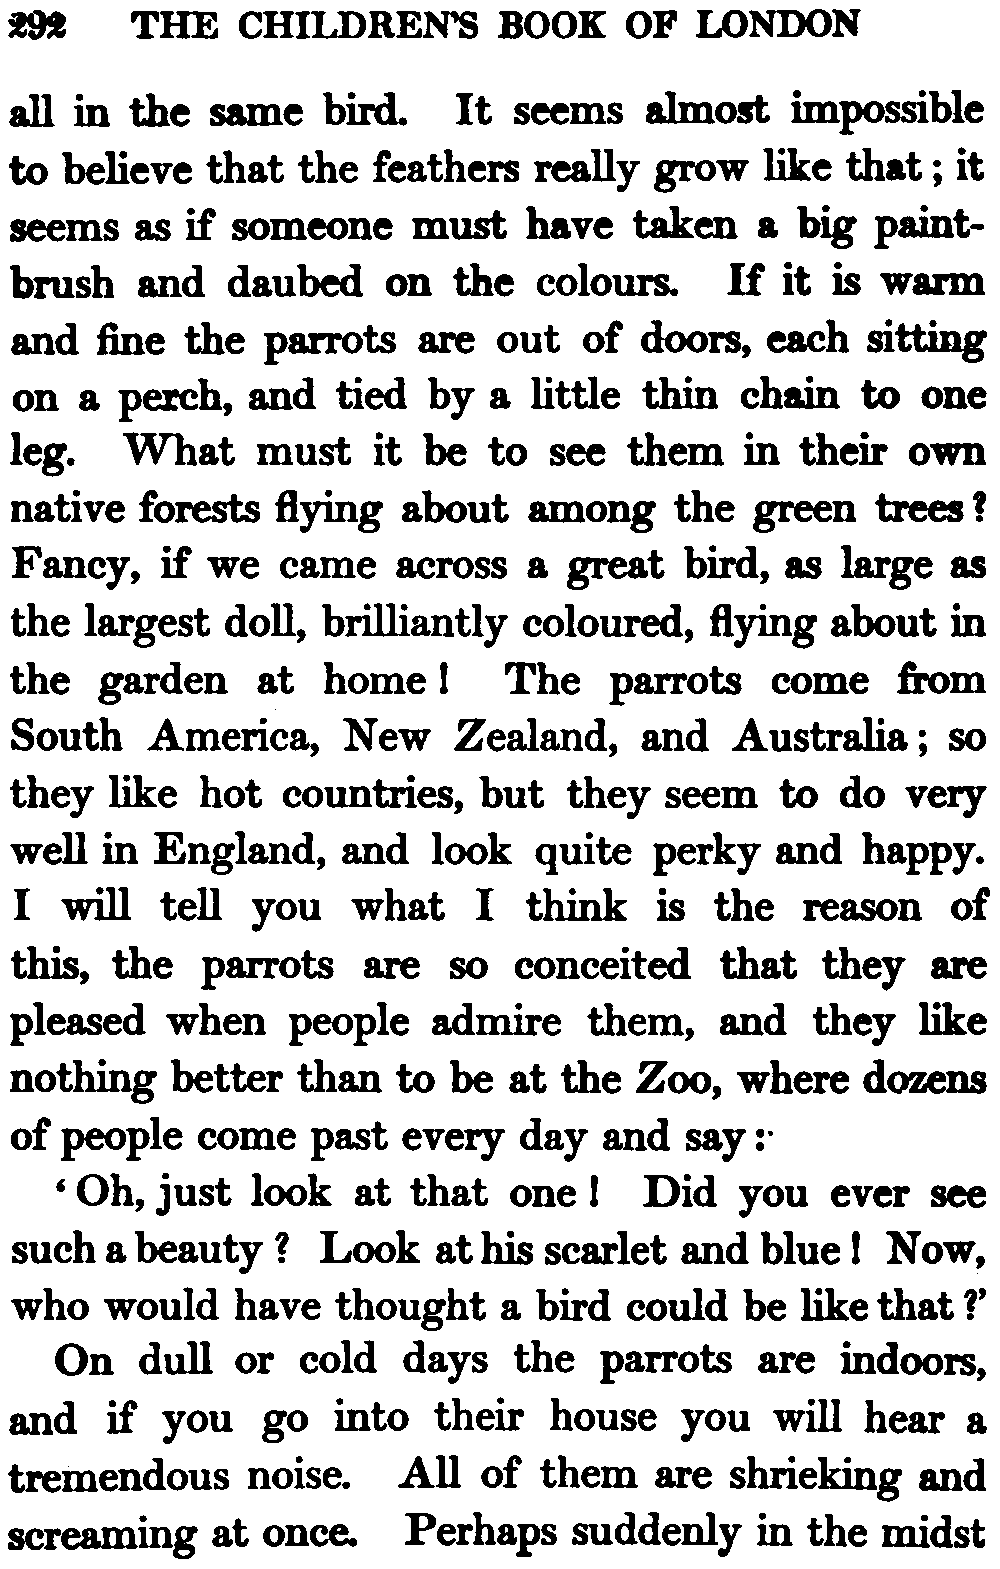 292 THE CHILDREN'S BOOK OF LONDON
all in the same bird. It seems almost impossible
to believe that the feathers really grow like that; it
seems as if someone must have taken a big paint-
brush and daubed on the colours. If it is warm
and fine the parrots are out of doors, each sitting
on a perch, and tied by a little thin chain to one
leg. What must it be to see them in their own
native forests flying about among the green trees?
Fancy, if we came across a great bird, as large as
the largest doll, brilliantly coloured, flying about in
the garden at home! The parrots come from
South America, New Zealand, and Australia; so
they like hot countries, but they seem to do very
well in England, and look quite perky and happy.
I will tell you what I think is the reason of
this, the parrots are so conceited that they are
pleased when people admire them, and they like
nothing better than to be at the Zoo, where dozens
of people come past every day and say:
'Oh, just look at that one! Did you ever see
such a beauty? Look at his scarlet and blue! Now,
who would have thought a bird could be like that?'
On dull or cold days the parrots are indoors,
and if you go into their house you will hear a
tremendous noise. All of them are shrieking and
screaming at once. Perhaps suddenly in the midst